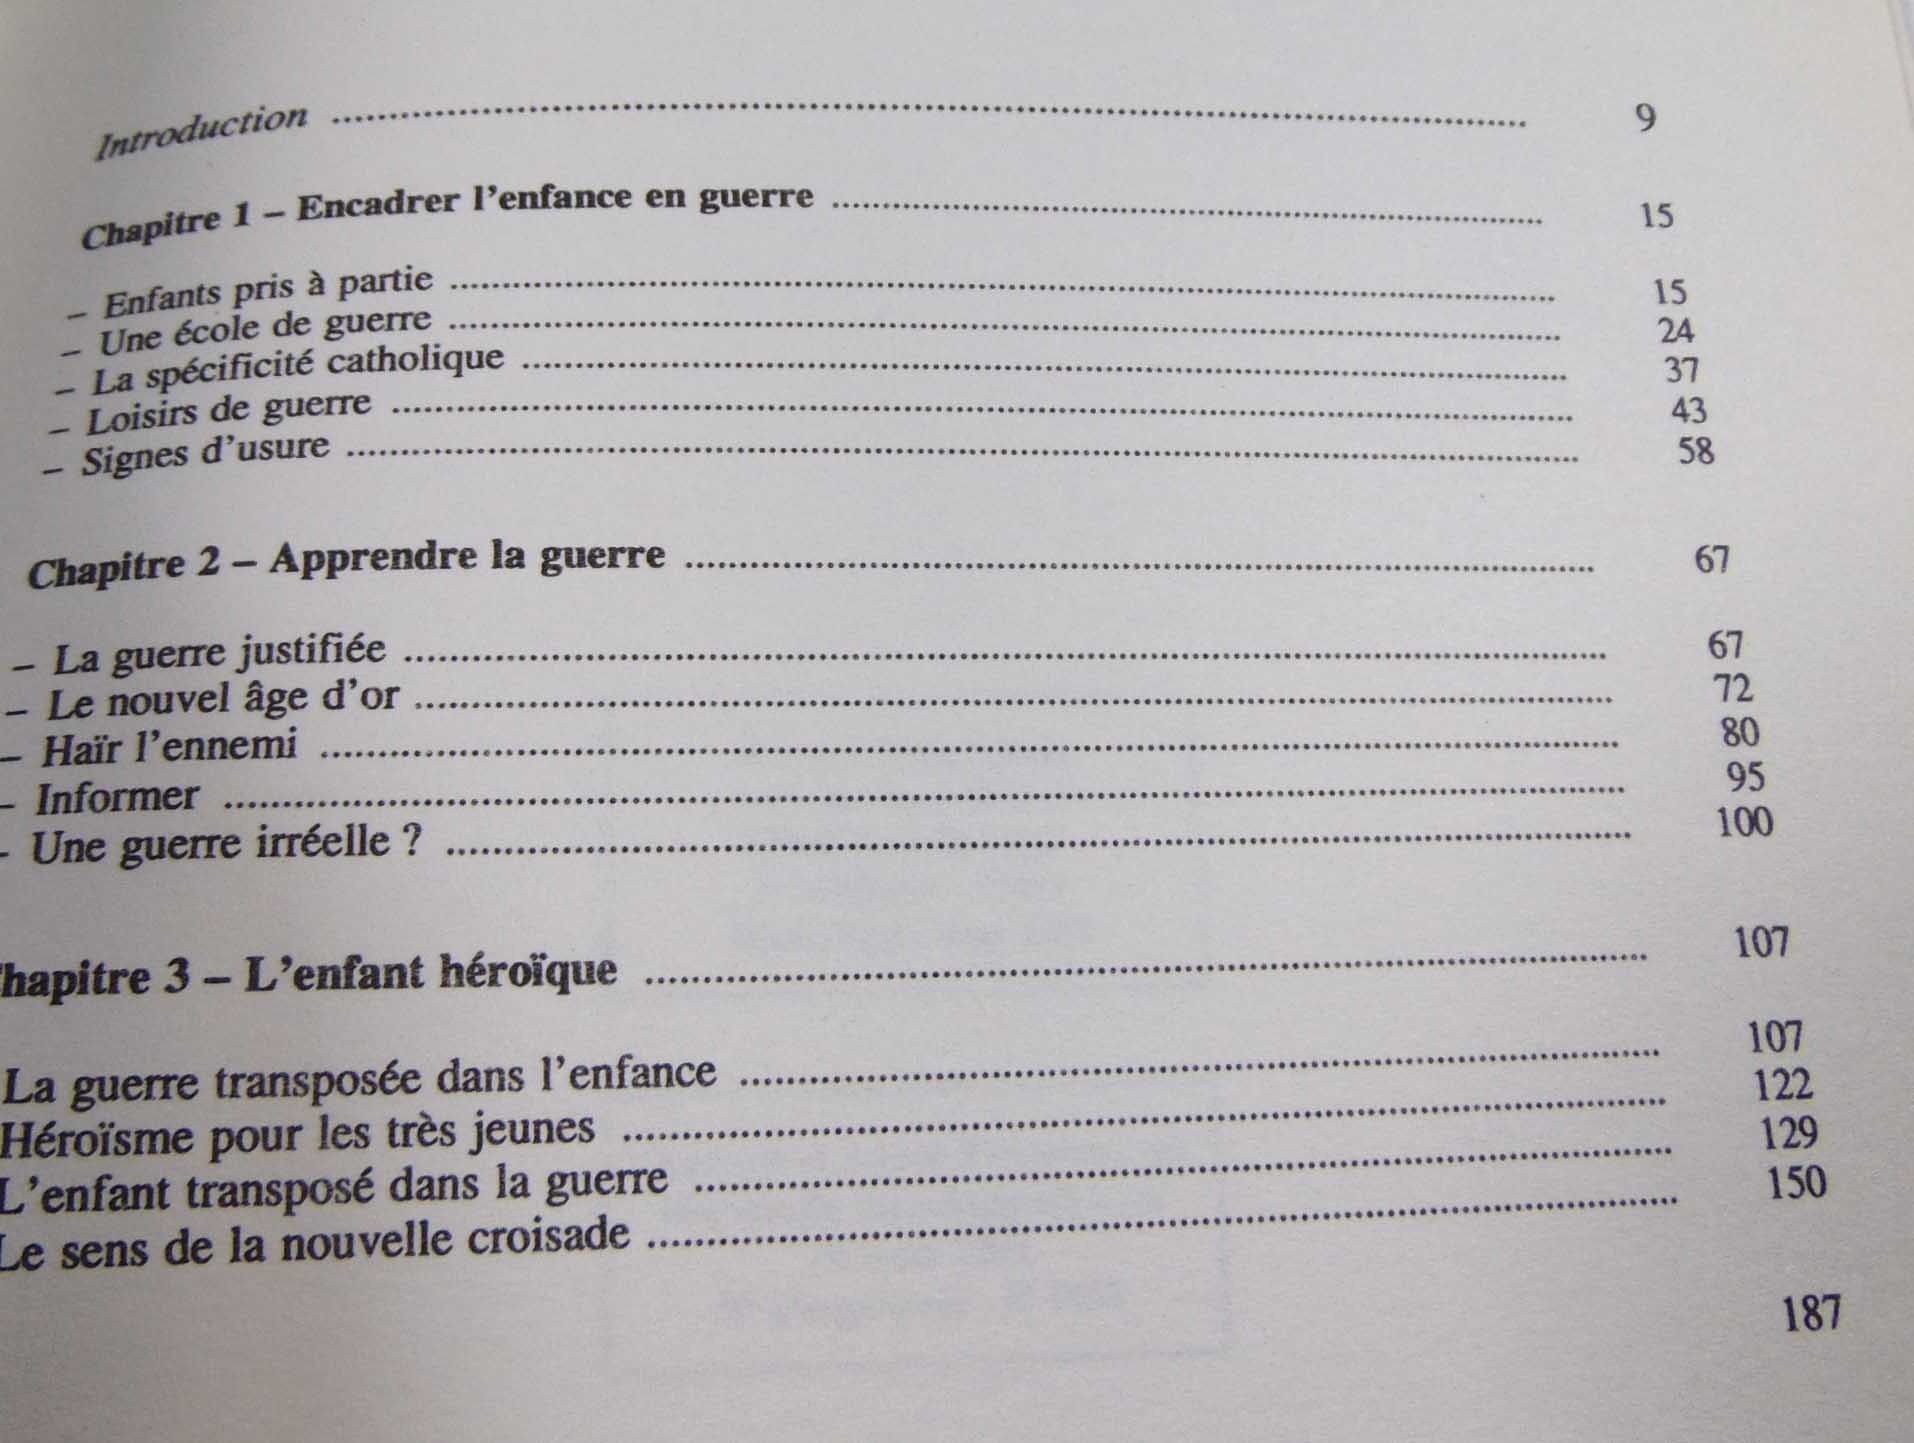 Introduction ........ 9
Chapitre 1 – Encadrer l'enfance en guerre ........ 15
– Enfants pris à partie ........ 15
– Une école de guerre ........ 24
– La spécificité catholique ........ 37
– Loisirs de guerre ........ 43
– Signes d'usure ........ 58
Chapitre 2 – Apprendre la guerre ........ 67
– La guerre justifiée ........ 67
– Le nouvel âge d'or ........ 72
– Haïr l'ennemi ........ 80
– Informer ........ 95
– Une guerre irréelle ? ........ 100
hapitre 3 – L'enfant héroïque ........ 107
La guerre transposée dans l'enfance ........ 107
Héroïsme pour les très jeunes ........ 122
L'enfant transposé dans la guerre ........ 129
Le sens de la nouvelle croisade ........ 150
187